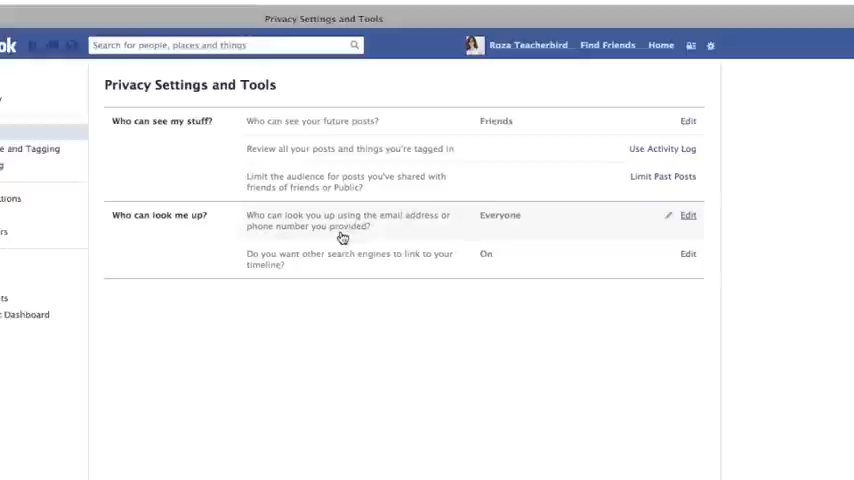 Privacy Settings and Tools
ok
Search for people, places and things
Roza Teacherbird
Find Friends
Home
Privacy Settings and Tools
Who can see my stuff?
Who can see your future posts?
Friends
Edit
e and Tagging
Review all your posts and things you're tagged in
Use Activity Log
g
Limit the audience for posts you've shared with
friends of friends or Public?
Limit Past Posts
ions
Who can look me up?
Who can look you up using the email address or
phone number you provided?
Everyone
Edit
rs
Do you want other search engines to link to your
timeline?
On
Edit
ts
Dashboard